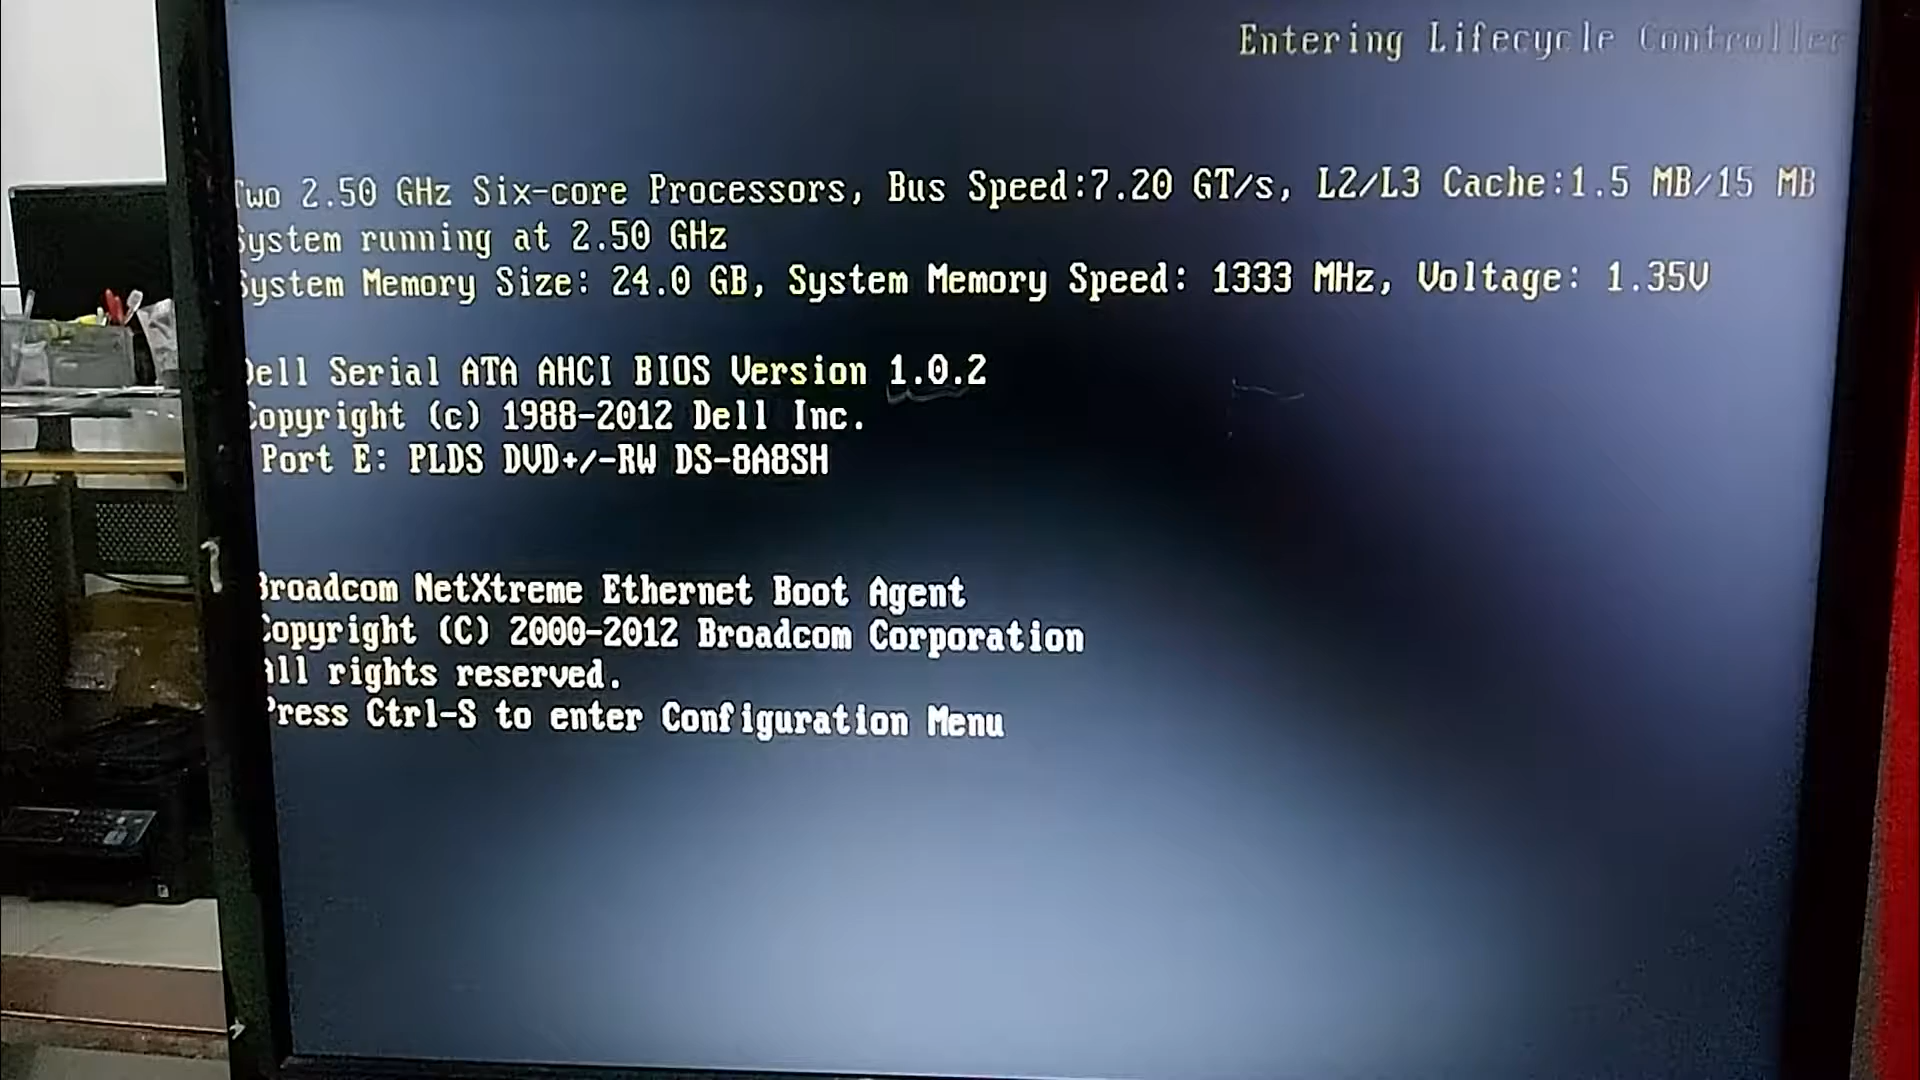 Entering Lifecycle Controller
Two 2.50 GHz Six-core Processors, Bus Speed:7.20 GT/s, L2/L3 Cache:1.5 MB/15 MB
System running at 2.50 GHz
System Memory Size: 24.0 GB, System Memory Speed: 1333 MHz, Voltage: 1.35V
Dell Serial ATA AHCI BIOS Version 1.0.2
Copyright (c) 1988-2012 Dell Inc.
Port E: PLDS DVD+/-RW DS-8A8SH
Broadcom NetXtreme Ethernet Boot Agent
Copyright (C) 2000-2012 Broadcom Corporation
All rights reserved.
Press Ctrl-S to enter Configuration Menu